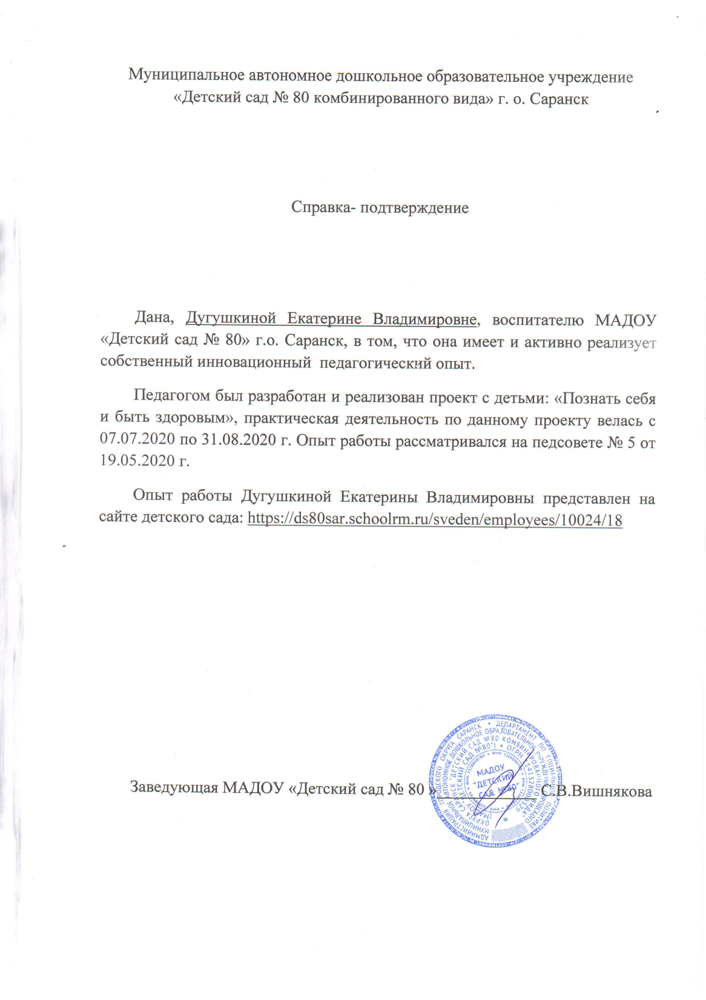 Муниципальное автономное дошкольное образовательное учреждение
«Детский сад № 80 комбинированного вида» г. о. Саранск
Справка- подтверждение
Дана, Дугушкиной Екатерине Владимировне, воспитателю МАДОУ
«Детский сад № 80» г.о. Саранск, в том, что она имеет и активно реализует
собственный инновационный педагогический опыт.
Педагогом был разработан и реализован проект с детьми: «Познать себя
и быть здоровым», практическая деятельность по данному проекту велась с
07.07.2020 по 31.08.2020 г. Опыт работы рассматривался на педсовете № 5 от
19.05.2020 г.
Опыт работы Дугушкиной Екатерины Владимировны представлен на
сайте детского сада: https://ds80sar.schoolrm.ru/sveden/employees/10024/18
Заведующая МАДОУ «Детский сад № 80 »____________С.В.Вишнякова
МАДОУ
"ДЕТСКИЙ
САД №80"